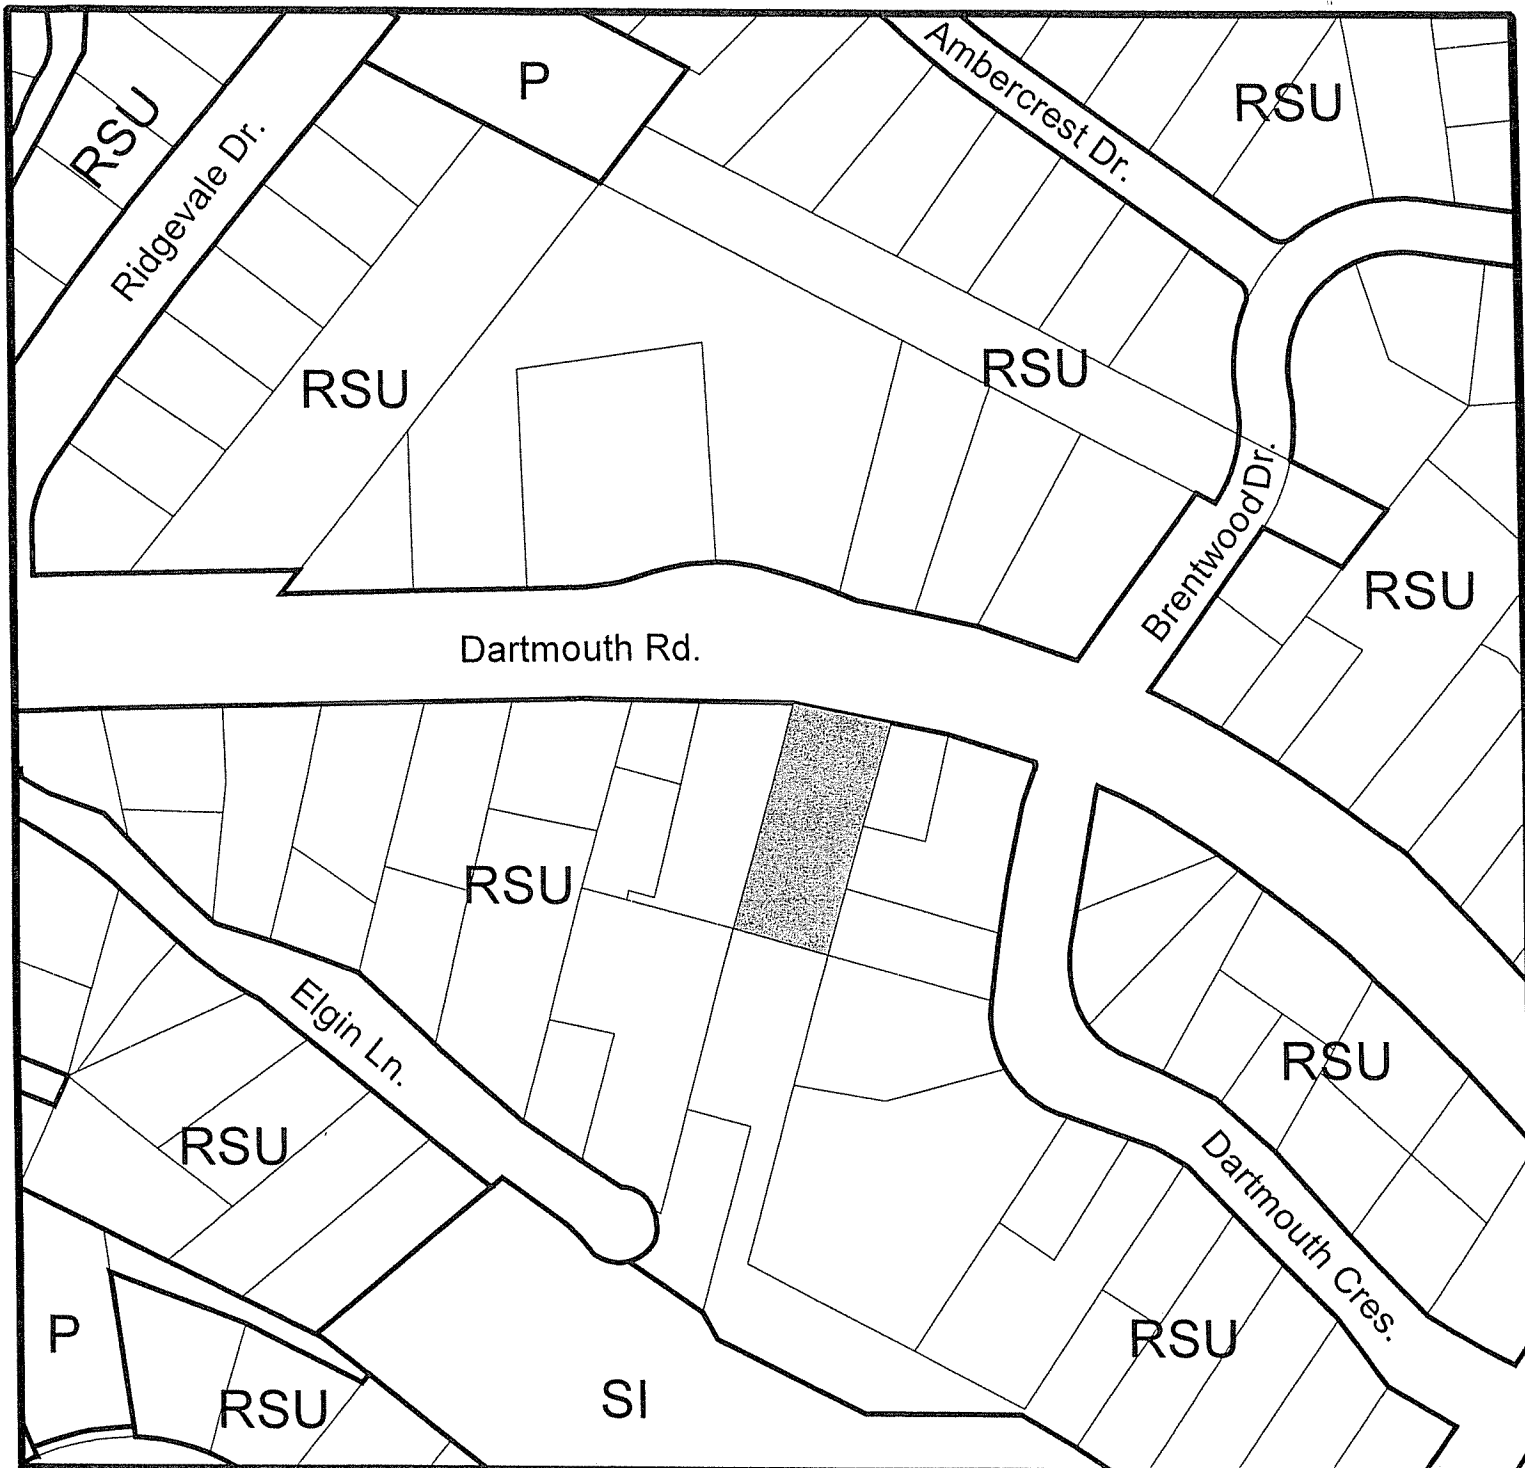 P
Ambercrest Dr.
RSU
RSU
Ridgevale Dr.
RSU
RSU
Brentwood Dr.
RSU
Dartmouth Rd.
RSU
Elgin Ln.
RSU
RSU
Dartmouth Cres.
P
RSU
RSU
SI